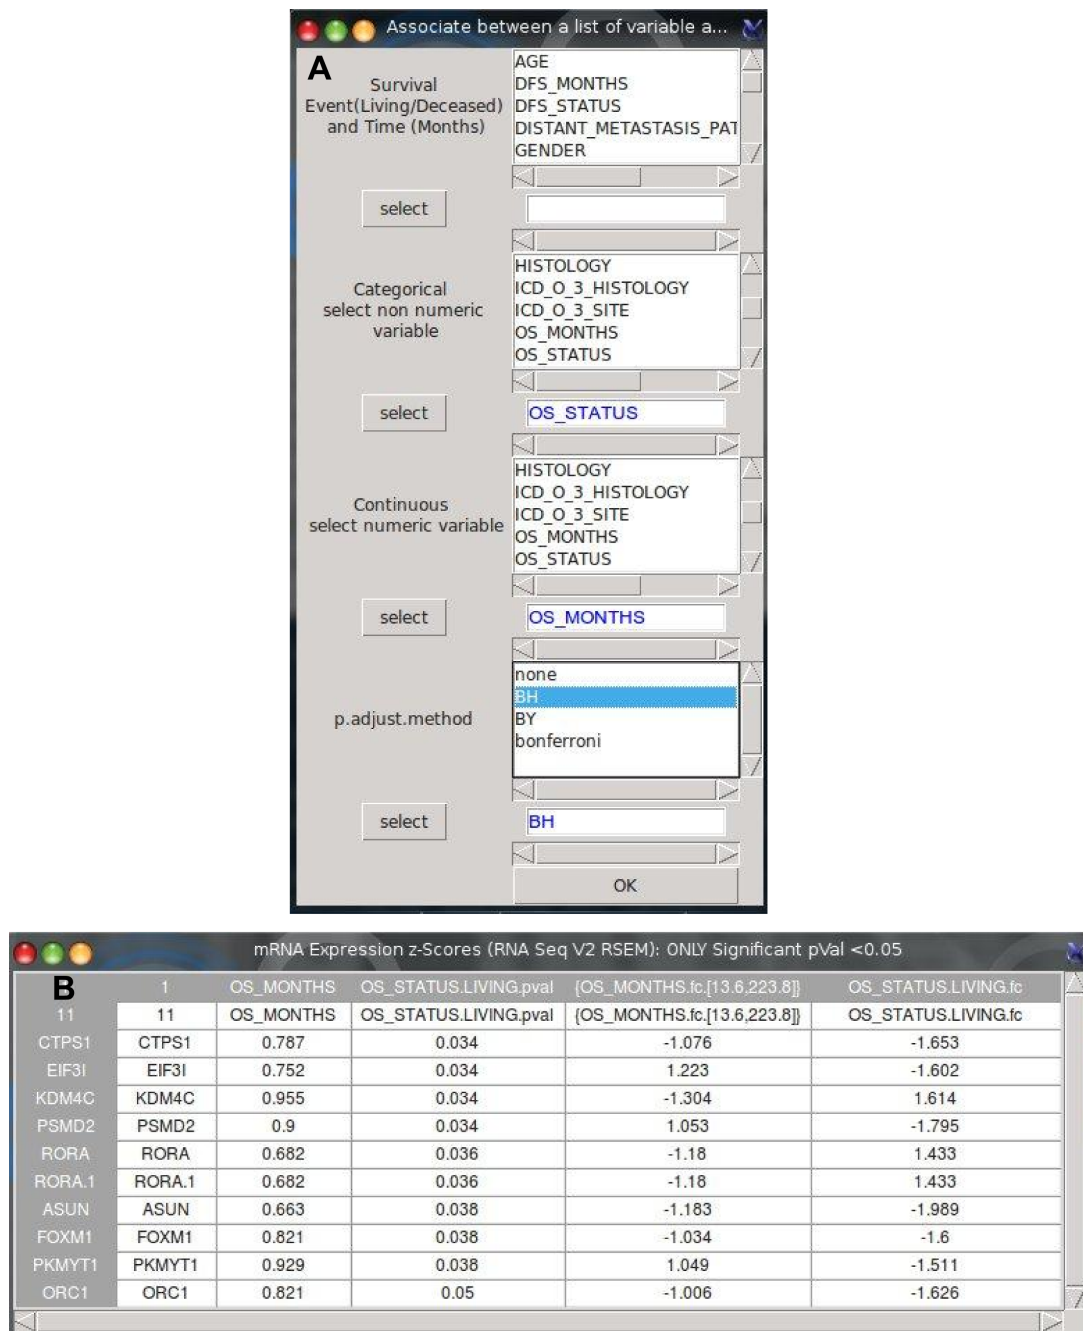 Associate between a list of variable a...
A
Survival
Event(Living/Deceased)
and Time (Months)
AGE
DFS_MONTHS
DFS_STATUS
DISTANT_METASTASIS_PAT
GENDER
select
Categorical
select non numeric
variable
HISTOLOGY
ICD_O_3_HISTOLOGY
ICD_O_3_SITE
OS_MONTHS
OS_STATUS
select
OS_STATUS
Continuous
select numeric variable
HISTOLOGY
ICD_O_3_HISTOLOGY
ICD_O_3_SITE
OS_MONTHS
OS_STATUS
select
OS_MONTHS
p.adjust.method
none
BH
BY
bonferroni
select
BH
OK
mRNA Expression z-Scores (RNA Seq V2 RSEM): ONLY Significant pVal <0.05
B
1 OS_MONTHS OS_STATUS.LIVING.pval {OS_MONTHS.fc.[13.6,223.8]} OS_STATUS.LIVING.fc
11 11 OS_MONTHS OS_STATUS.LIVING.pval {OS_MONTHS.fc.[13.6,223.8]} OS_STATUS.LIVING.fc
CTPS1 CTPS1 0.787 0.034 -1.076 -1.653
EIF3I EIF3I 0.752 0.034 1.223 -1.602
KDM4C KDM4C 0.955 0.034 -1.304 1.614
PSMD2 PSMD2 0.9 0.034 1.053 -1.795
RORA RORA 0.682 0.036 -1.18 1.433
RORA.1 RORA.1 0.682 0.036 -1.18 1.433
ASUN ASUN 0.663 0.038 -1.183 -1.989
FOXM1 FOXM1 0.821 0.038 -1.034 -1.6
PKMYT1 PKMYT1 0.929 0.038 1.049 -1.511
ORC1 ORC1 0.821 0.05 -1.006 -1.626